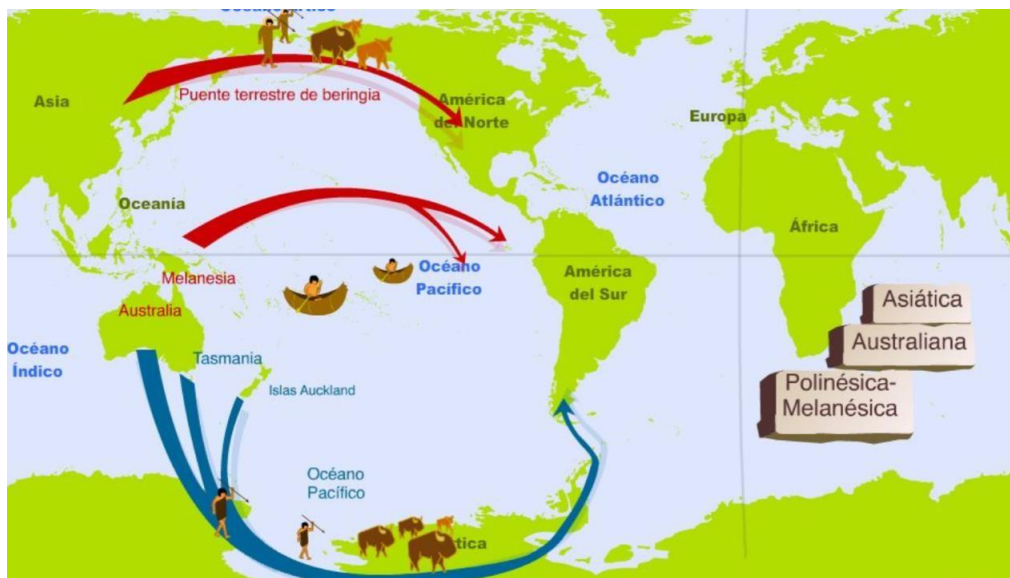 Asia
Puente terrestre de beringia
América
del Norte
Europa
Océano
Atlántico
Oceanía
África
Melanesia
Australia
Océano
Pacífico
América
del Sur
Asiática
Australiana
Polinésica-
Melanésica
Océano
Índico
Tasmania
Islas Auckland
Océano
Pacífico